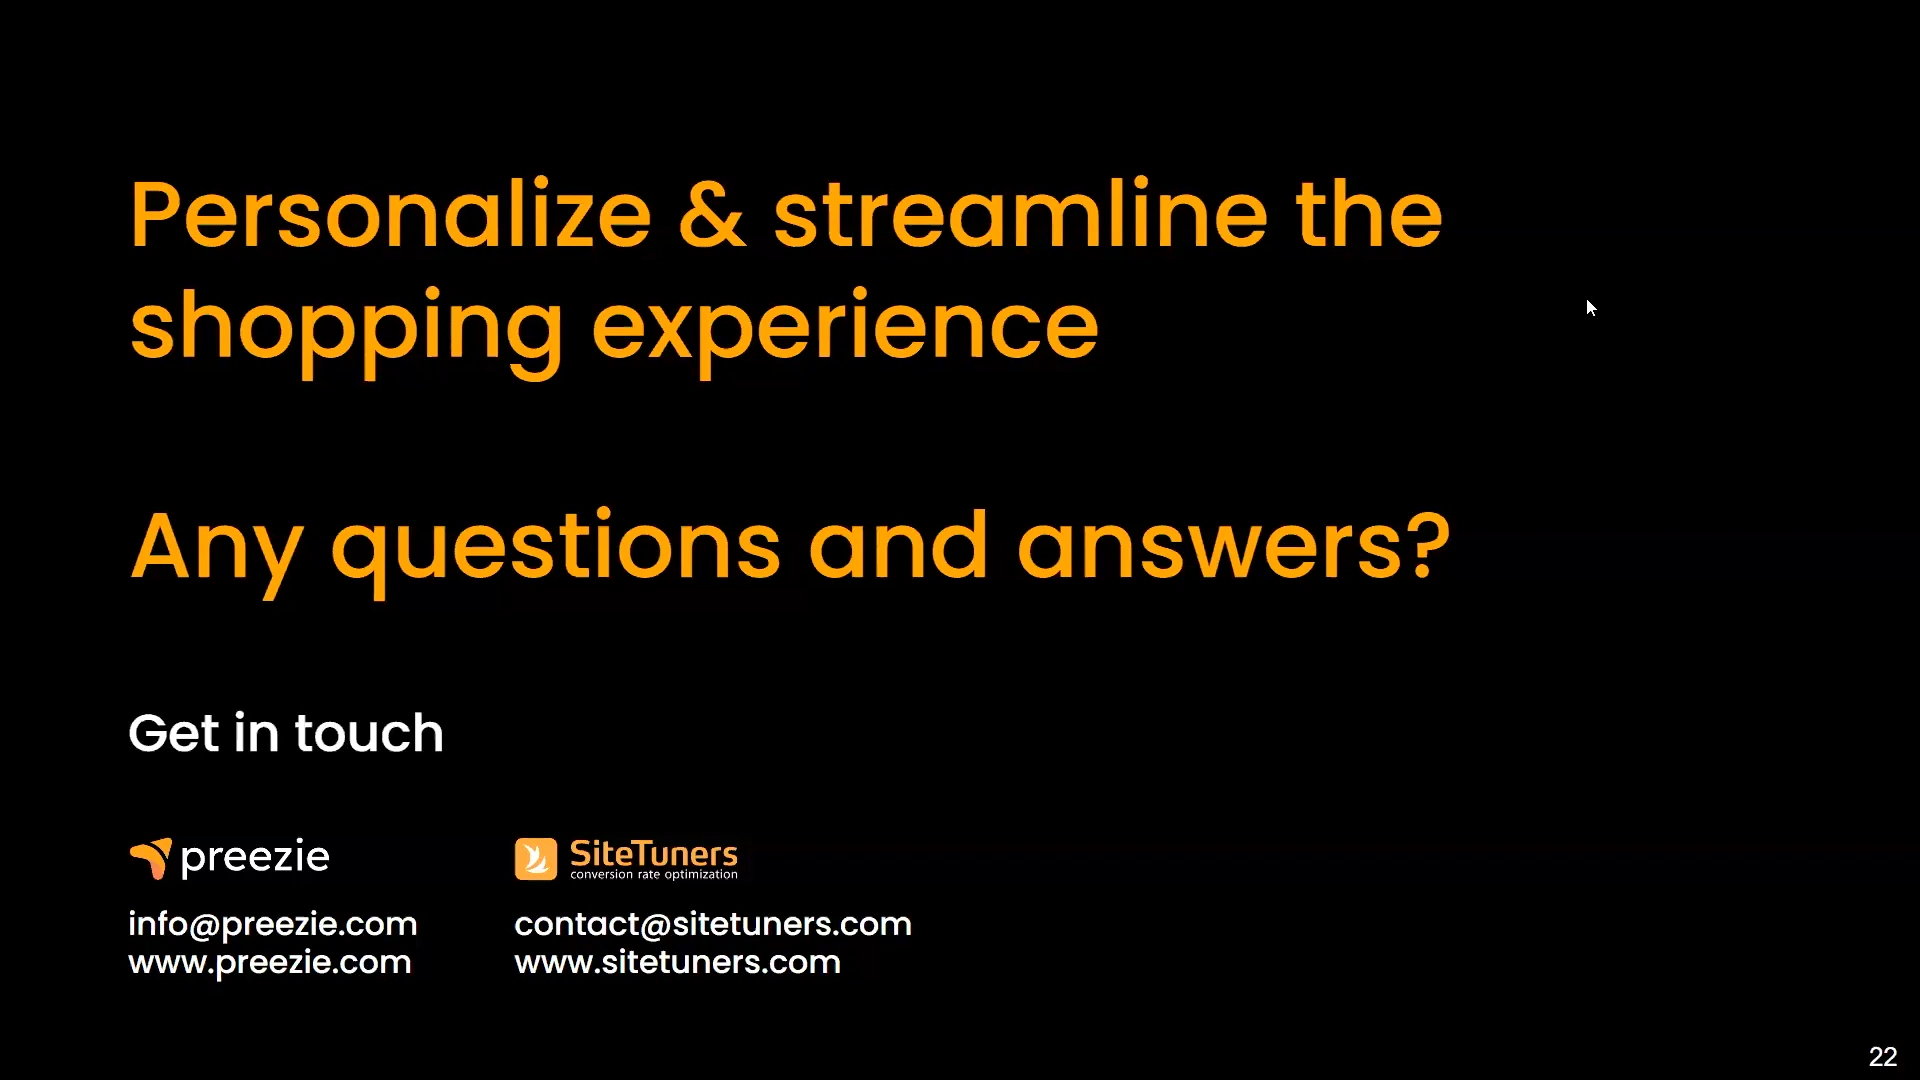 Personalize & streamline the
shopping experience
Any questions and answers?
Get in touch
preezie
info@preezie.com
www.preezie.com
SiteTuners
conversion rate optimization
contact@sitetuners.com
www.sitetuners.com
22